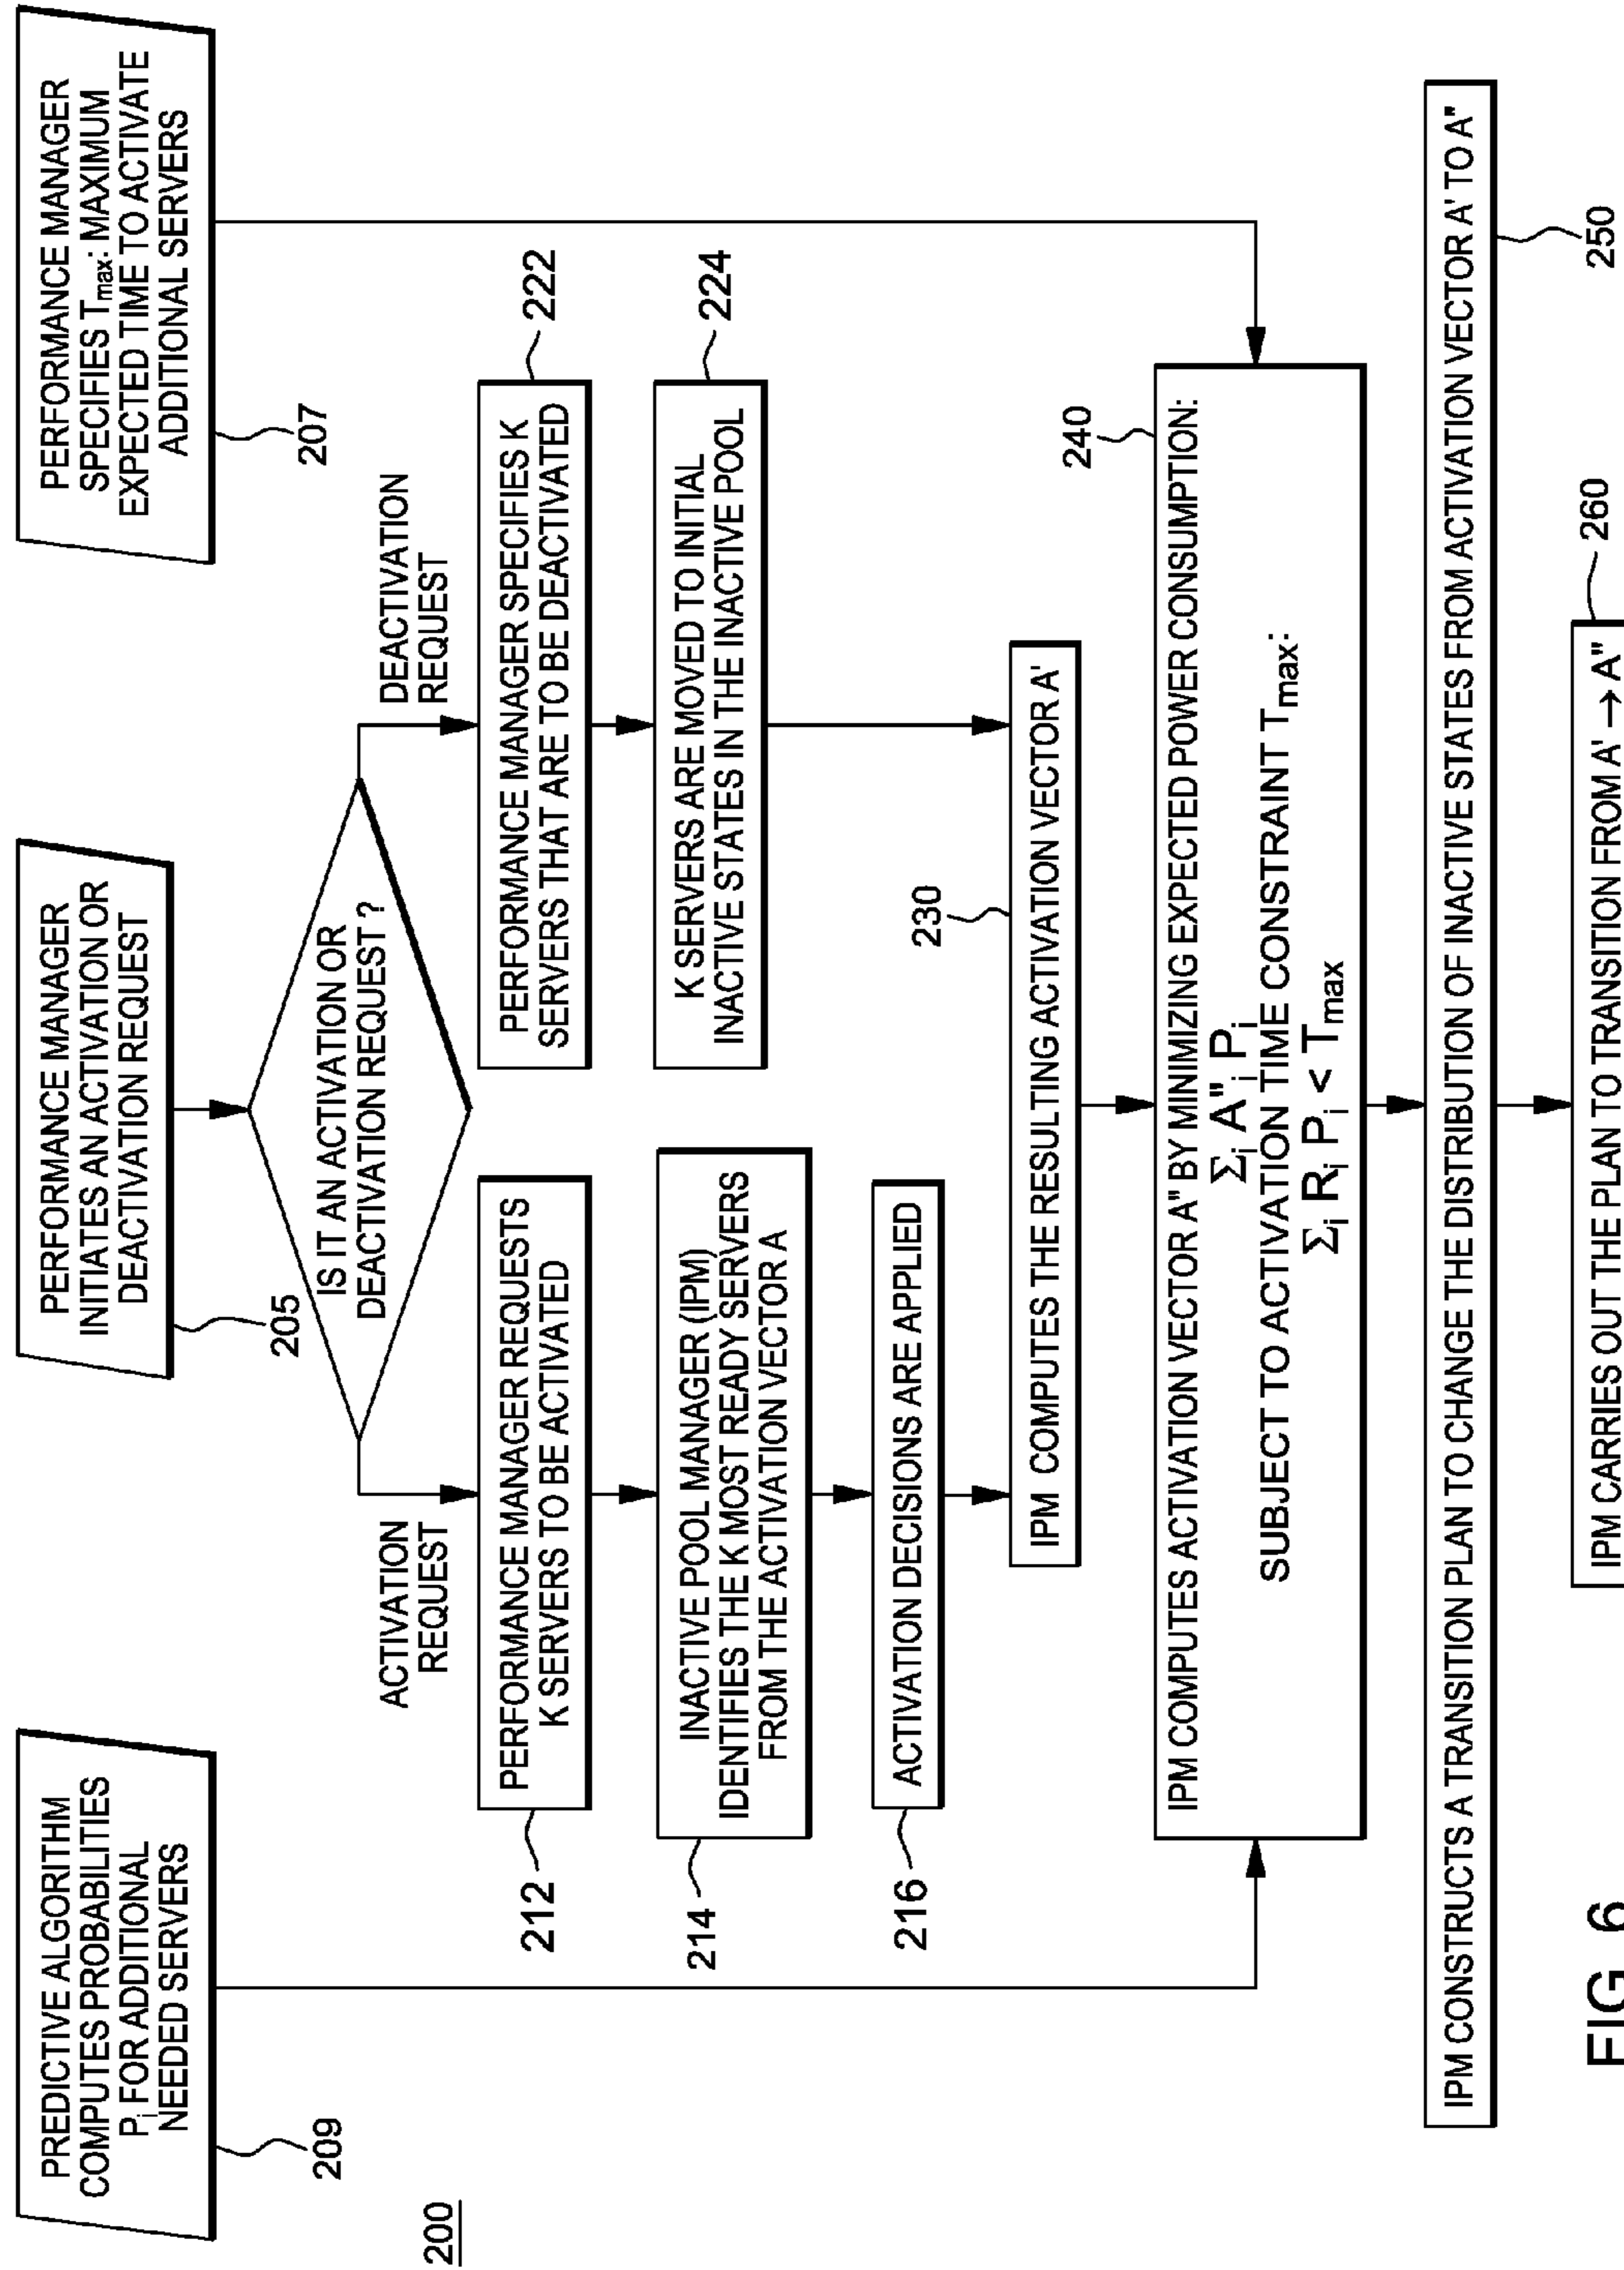 PREDICTIVE ALGORITHM
COMPUTES PROBABILITIES
Pi FOR ADDITIONAL
NEEDED SERVERS
209
PERFORMANCE MANAGER
INITIATES AN ACTIVATION OR
DEACTIVATION REQUEST
205
PERFORMANCE MANAGER
SPECIFIES Tmax: MAXIMUM
EXPECTED TIME TO ACTIVATE
ADDITIONAL SERVERS
207
200
IS IT AN ACTIVATION OR
DEACTIVATION REQUEST ?
ACTIVATION
REQUEST
DEACTIVATION
REQUEST
PERFORMANCE MANAGER REQUESTS
K SERVERS TO BE ACTIVATED
212
PERFORMANCE MANAGER SPECIFIES K
SERVERS THAT ARE TO BE DEACTIVATED
222
INACTIVE POOL MANAGER (IPM)
IDENTIFIES THE K MOST READY SERVERS
FROM THE ACTIVATION VECTOR A
214
K SERVERS ARE MOVED TO INITIAL
INACTIVE STATES IN THE INACTIVE POOL
224
ACTIVATION DECISIONS ARE APPLIED
216
230
IPM COMPUTES THE RESULTING ACTIVATION VECTOR A'
240
IPM COMPUTES ACTIVATION VECTOR A" BY MINIMIZING EXPECTED POWER CONSUMPTION:
Σi A"i Pi
SUBJECT TO ACTIVATION TIME CONSTRAINT Tmax:
Σi Ri Pi < Tmax
IPM CONSTRUCTS A TRANSITION PLAN TO CHANGE THE DISTRIBUTION OF INACTIVE STATES FROM ACTIVATION VECTOR A' TO A"
250
260
IPM CARRIES OUT THE PLAN TO TRANSITION FROM A' → A"
FIG 6